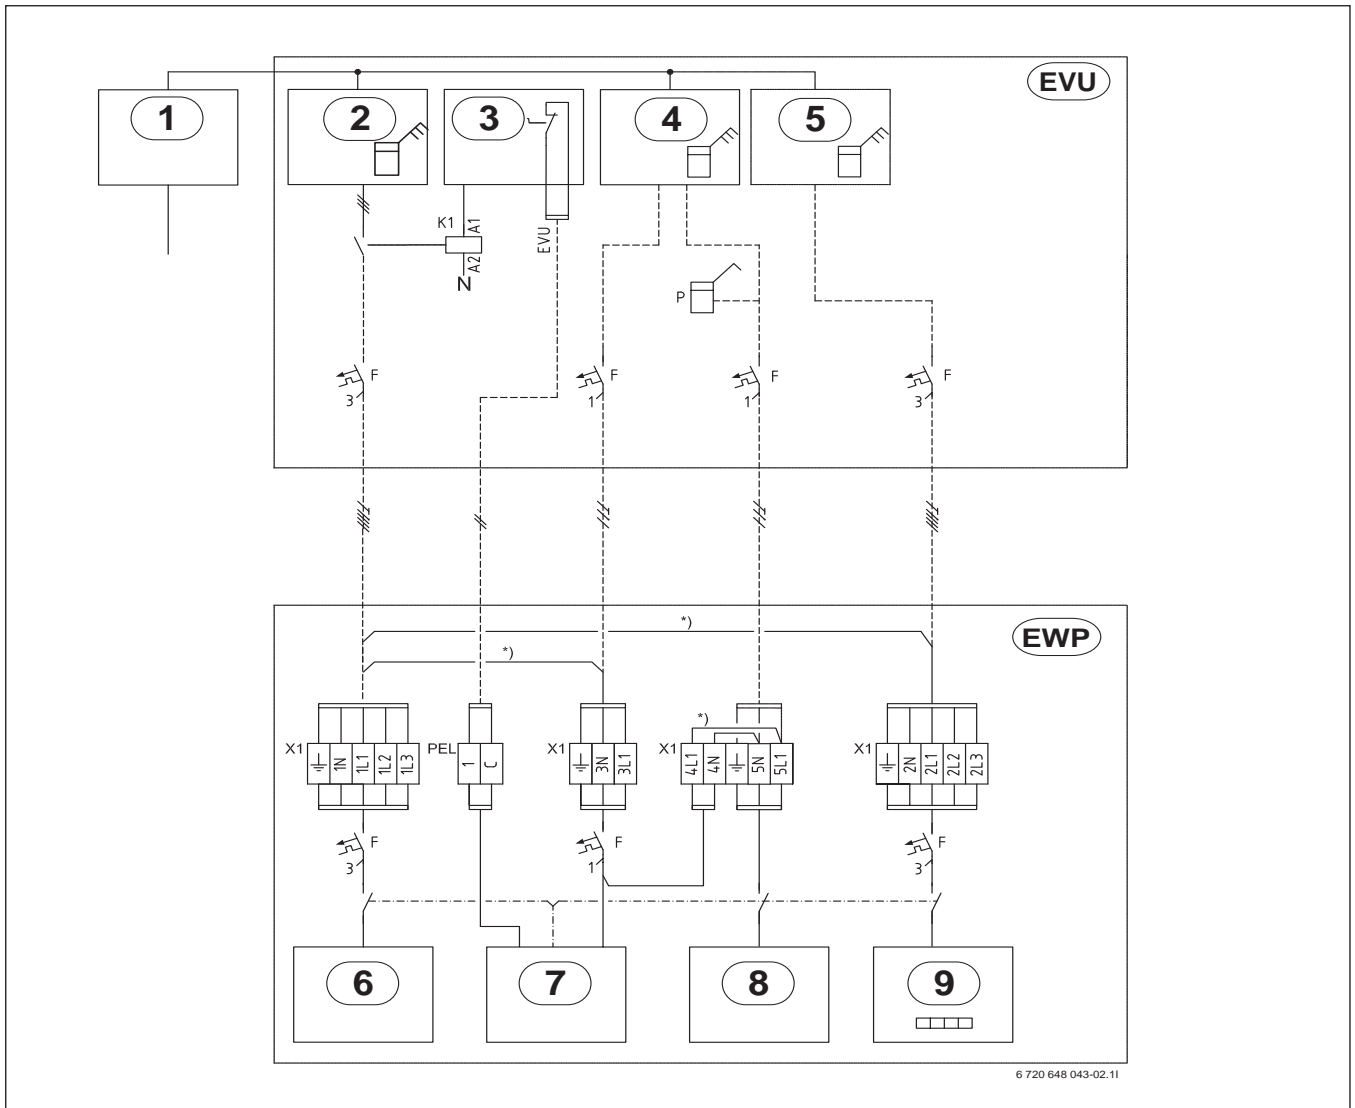 EVU
1
2
3
4
5
K1
A1
A2
N
EVU
P
F
3
F
1
F
1
F
3
EWP
*)
*)
*)
X1
1N
1L1
1L2
1L3
PEL
1
C
X1
3N
3L1
X1
4L1
4N
5N
5L1
X1
2N
2L1
2L2
2L3
F
3
F
1
F
3
6
7
8
9
6 720 648 043-02.1I